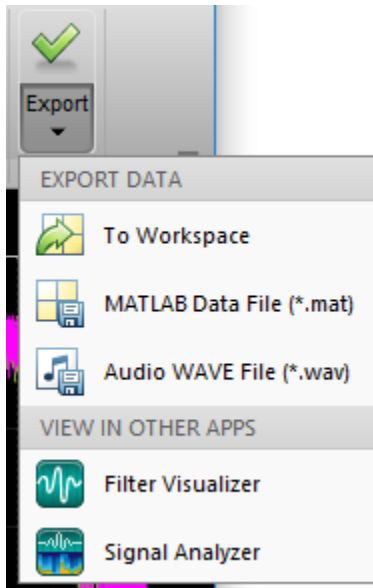 Export
EXPORT DATA
To Workspace
MATLAB Data File (*.mat)
Audio WAVE File (*.wav)
VIEW IN OTHER APPS
Filter Visualizer
Signal Analyzer